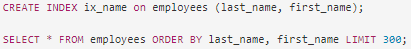 CREATE INDEX ix_name on employees (last_name, first_name);
SELECT * FROM employees ORDER BY last_name, first_name LIMIT 300;